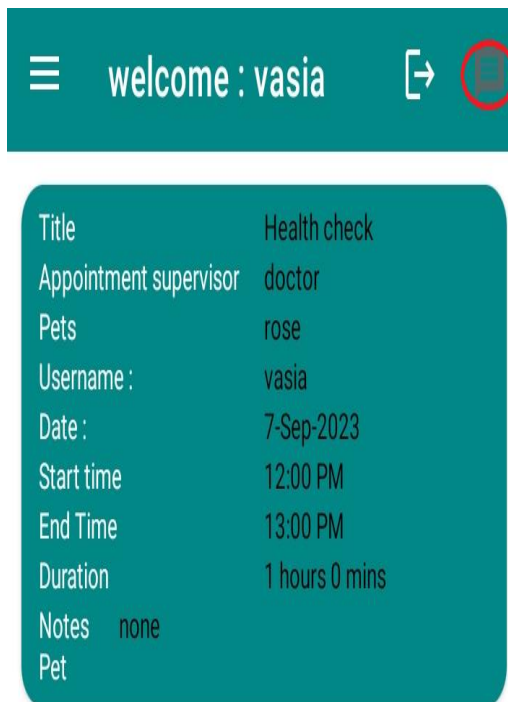 welcome : vasia
Title Health check
Appointment supervisor doctor
Pets rose
Username : vasia
Date : 7-Sep-2023
Start time 12:00 PM
End Time 13:00 PM
Duration 1 hours 0 mins
Notes none
Pet